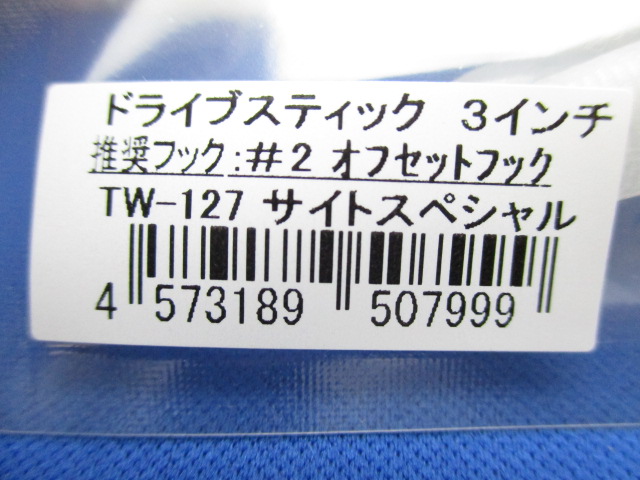 ドライブスティック 3インチ
推奨フック:#2 オフセットフック
TW-127 サイトスペシャル
4 573189 507999